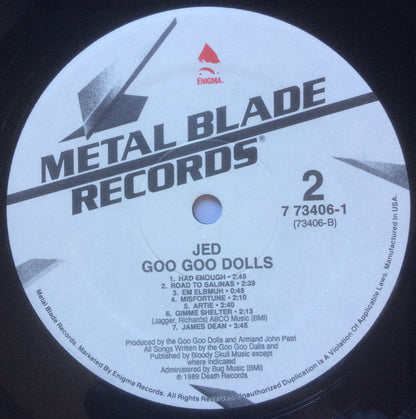 ENIGMA.
METAL BLADE
RECORDS®
2
7 73406-1
(73406-B)
JED
GOO GOO DOLLS
1. HAD ENOUGH • 2:45
2. ROAD TO SALINAS • 2:39
3. EM ELBMUH • 0:48
4. MISFORTUNE • 2:10
5. ARTIE • 2:40
6. GIMME SHELTER • 2:13
(Jagger, Richards) ABCO Music (BMI)
7. JAMES DEAN • 3:45
Produced by the Goo Goo Dolls and Armand John Petri
All Songs Written by the Goo Goo Dolls and
Published by Bloody Skull Music except
where indicated
Administered by Bug Music (BMI)
© 1989 Death Records
Metal Blade Records. Marketed By Enigma Records. All Rights Reserved. Unauthorized Duplication Is A Violation Of Applicable Laws. Manufactured in USA.